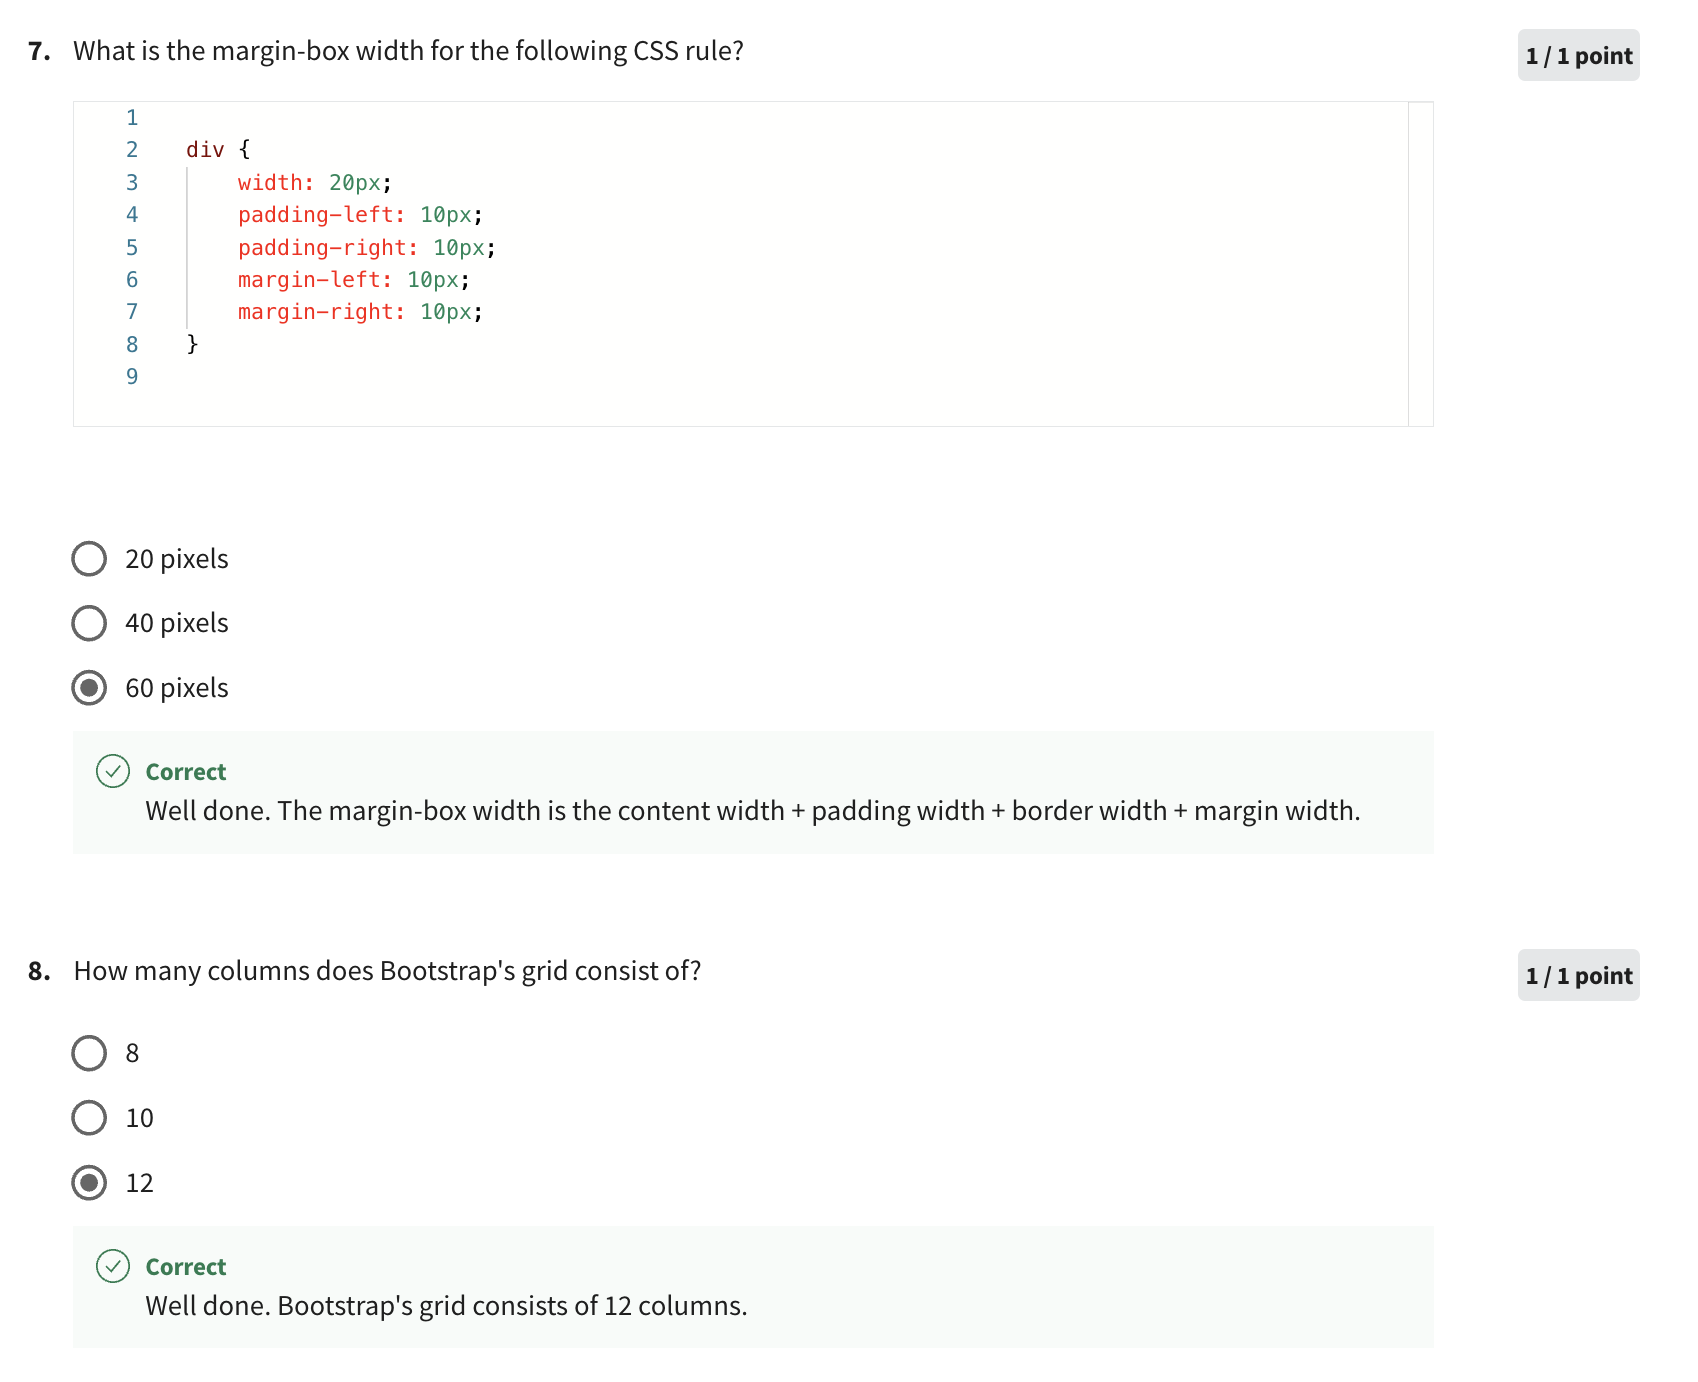 7. What is the margin-box width for the following CSS rule?
1 / 1 point
1
2 div {
3 width: 20px;
4 padding-left: 10px;
5 padding-right: 10px;
6 margin-left: 10px;
7 margin-right: 10px;
8 }
9
20 pixels
40 pixels
60 pixels
Correct
Well done. The margin-box width is the content width + padding width + border width + margin width.
8. How many columns does Bootstrap's grid consist of?
1 / 1 point
8
10
12
Correct
Well done. Bootstrap's grid consists of 12 columns.